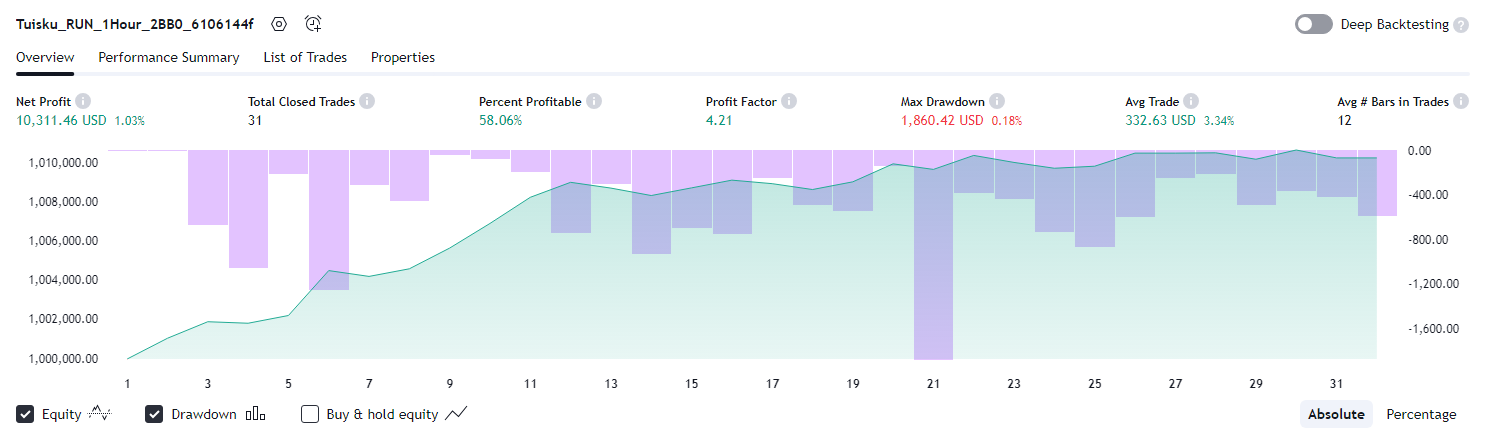 Tuisku_RUN_1Hour_2BB0_6106144f Deep Backtesting ?
Overview Performance Summary List of Trades Properties
Net Profit i Total Closed Trades i Percent Profitable i Profit Factor i Max Drawdown i Avg Trade i Avg # Bars in Trades i
10,311.46 USD 1.03% 31 58.06% 4.21 1,860.42 USD 0.18% 332.63 USD 3.34% 12
1,010,000.00 0.00
1,008,000.00 -400.00
1,006,000.00 -800.00
1,004,000.00 -1,200.00
1,002,000.00 -1,600.00
1,000,000.00
1 3 5 7 9 11 13 15 17 19 21 23 25 27 29 31
Equity Drawdown Buy & hold equity Absolute Percentage